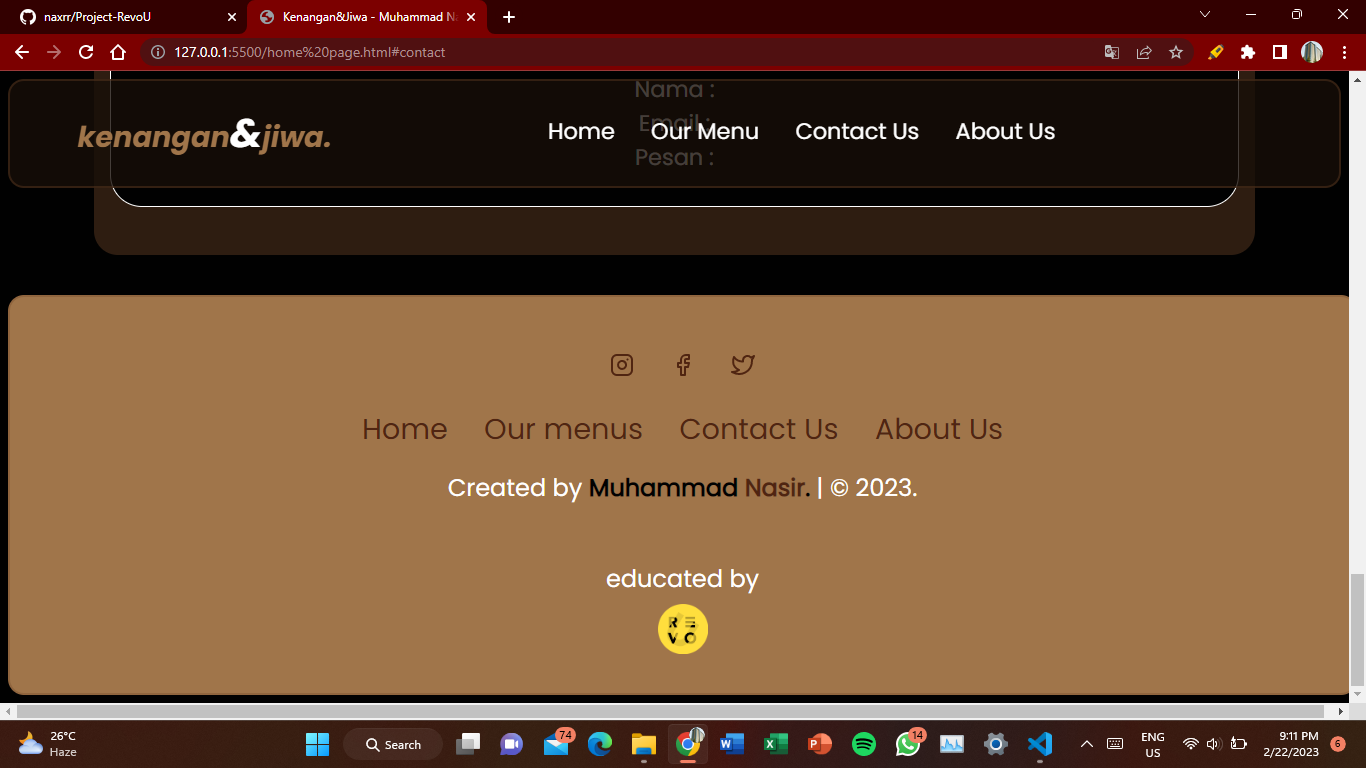 naxrr/Project-RevoU
Kenangan&Jiwa - Muhammad Na
127.0.0.1:5500/home%20page.html#contact
Nama :
Email :
Pesan :
kenangan&jiwa.
Home Our Menu Contact Us About Us
Home Our menus Contact Us About Us
Created by Muhammad Nasir. | © 2023.
educated by
REVO
26°C
Haze
Search
74
14
ENG
US
9:11 PM
2/22/2023
6